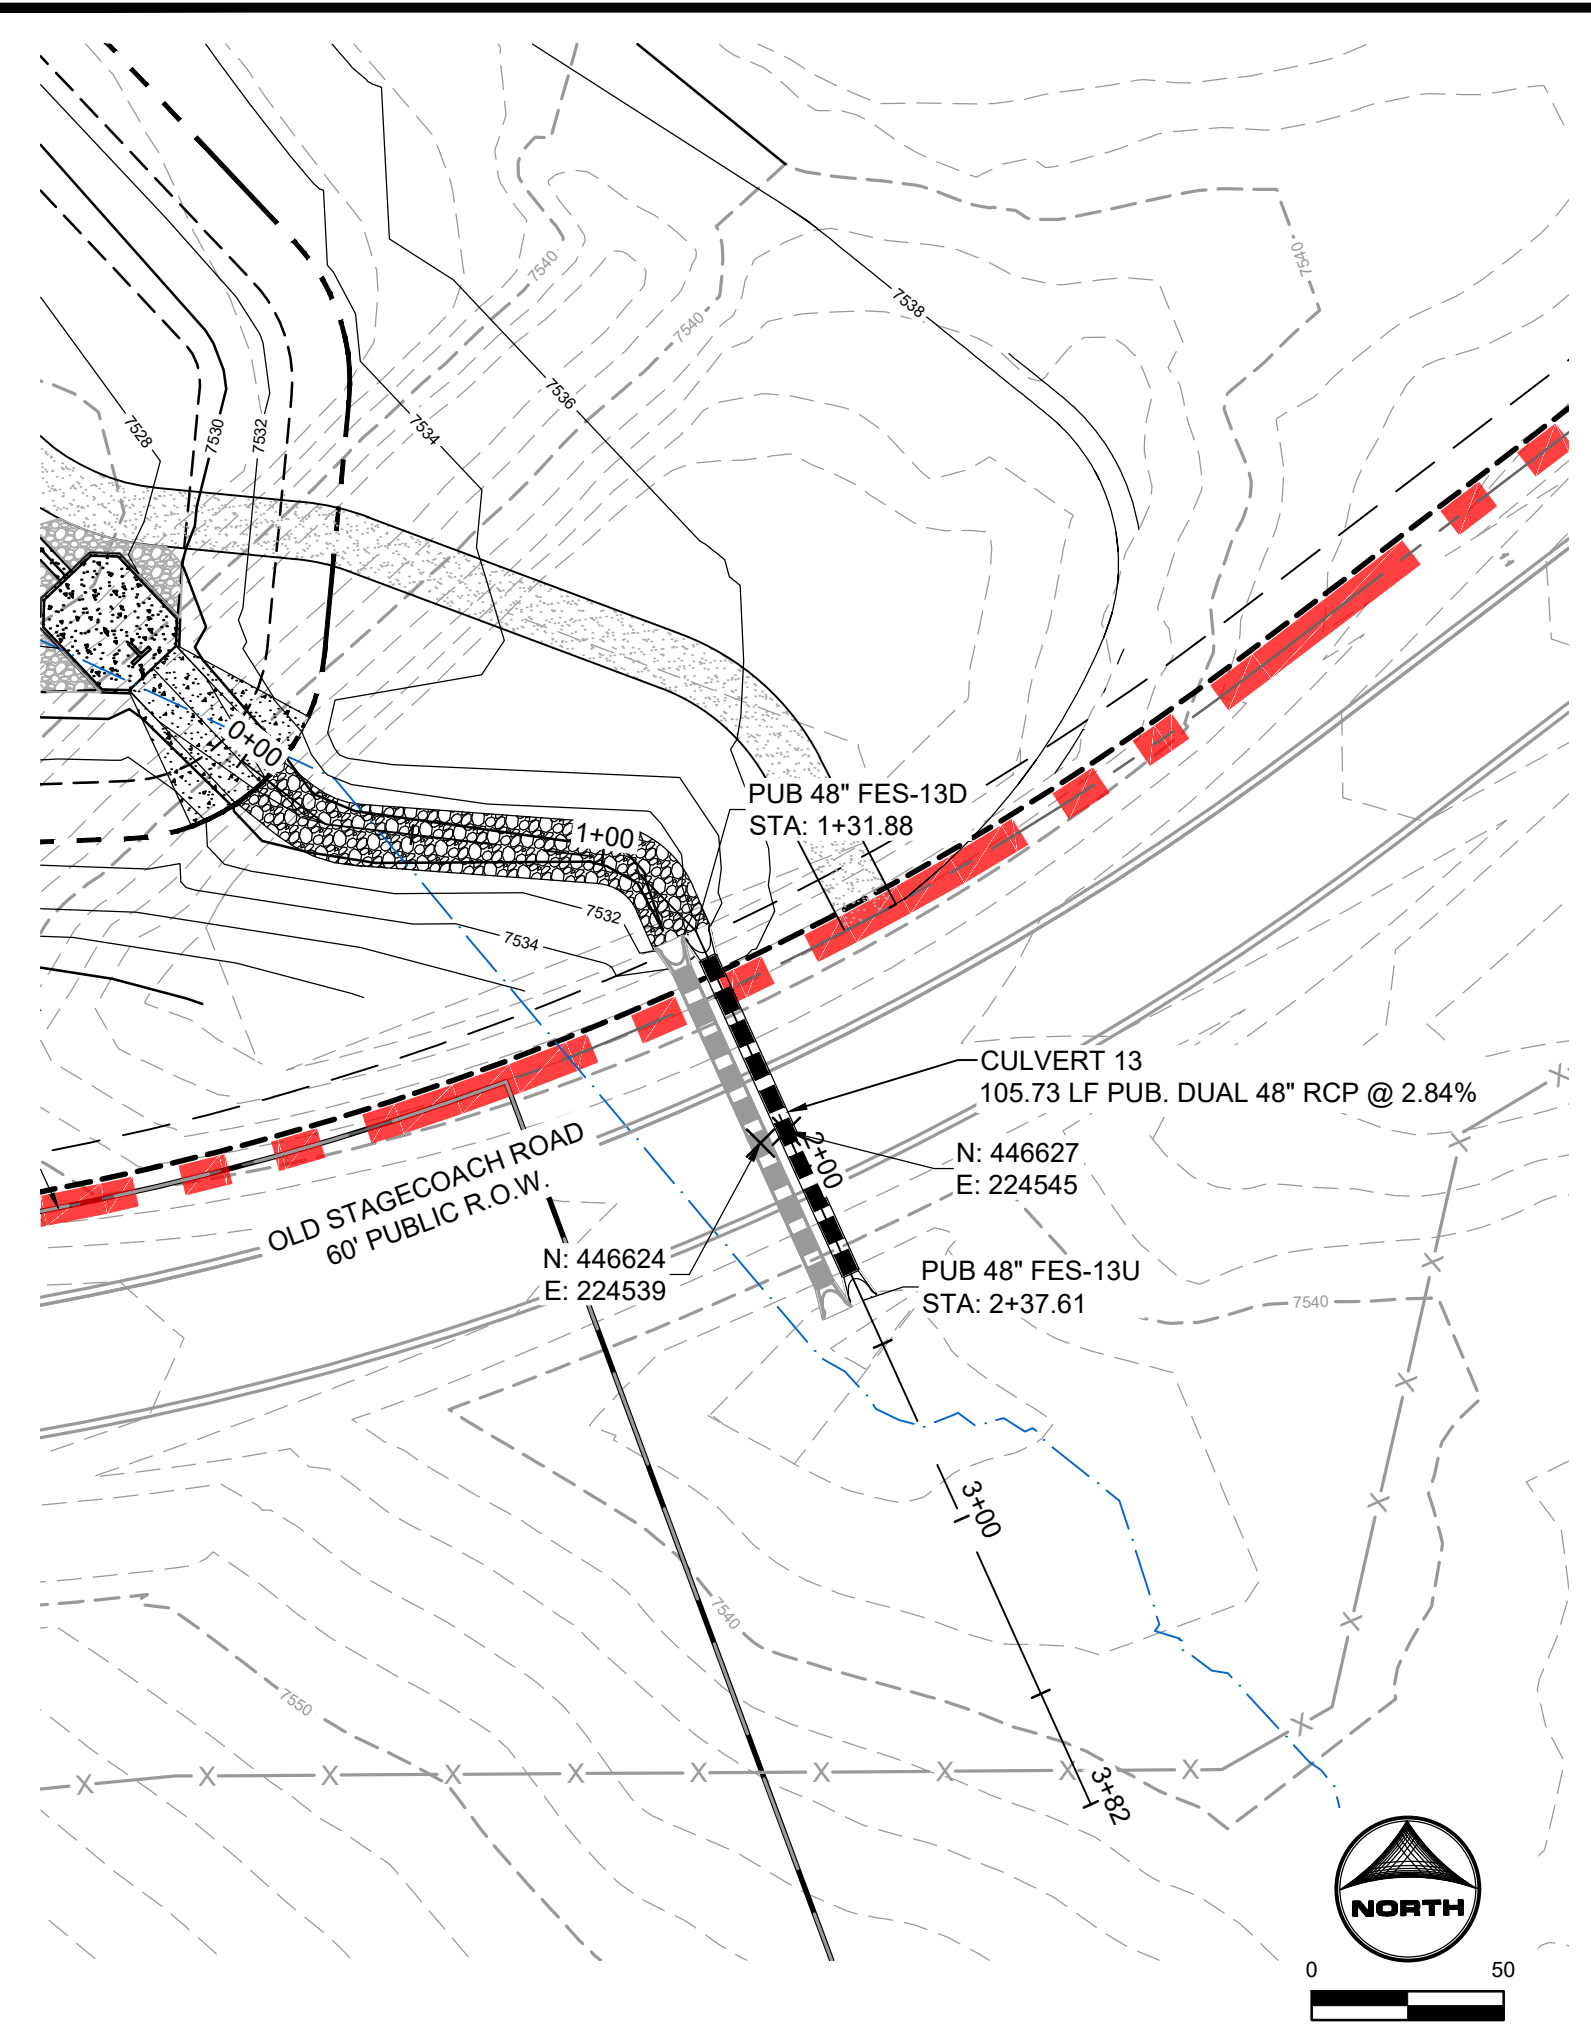 7540
7540
7540
7538
7536
7534
7532
7530
7528
0+00
1+00
PUB 48" FES-13D
STA: 1+31.88
7532
7534
CULVERT 13
105.73 LF PUB. DUAL 48" RCP @ 2.84%
2+00
N: 446627
E: 224545
OLD STAGECOACH ROAD
60' PUBLIC R.O.W.
N: 446624
E: 224539
PUB 48" FES-13U
STA: 2+37.61
7540
3+00
7540
7550
3+82
X X X X X X X X X X X
X
X
X
X
X
X
NORTH
0 50